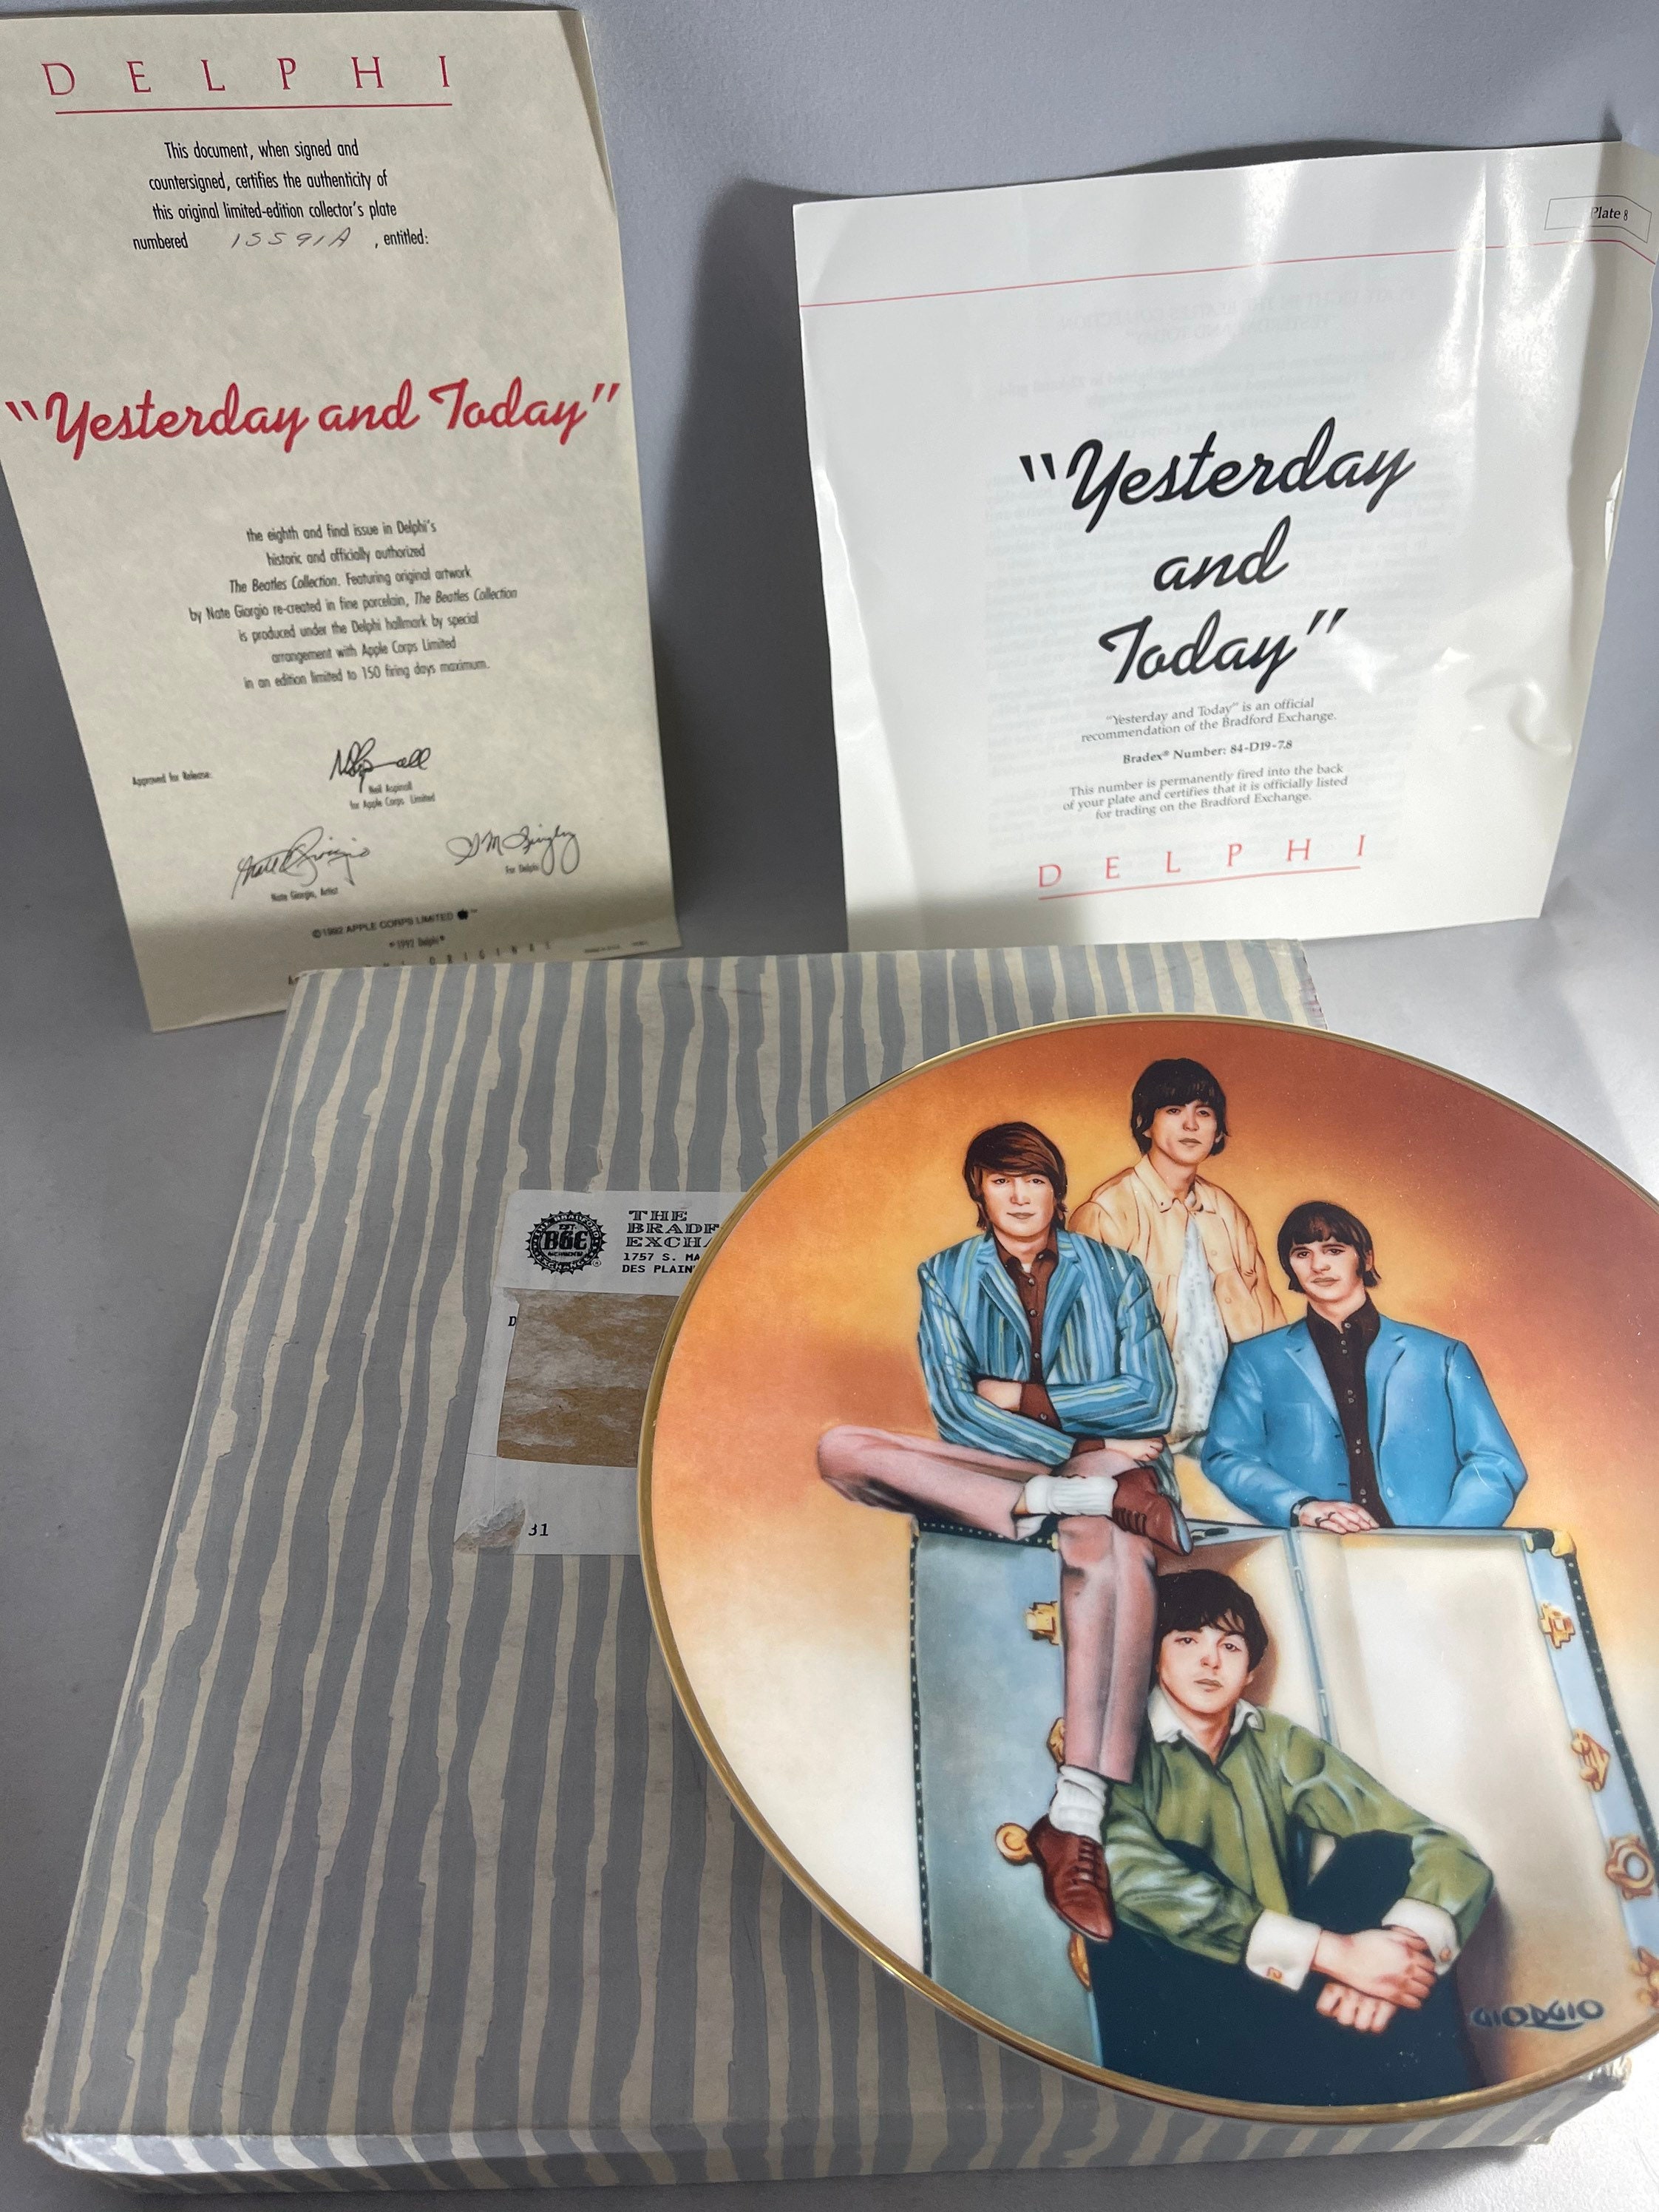 DELPHI
This document, when signed and
countersigned, certifies the authenticity of
this original limited-edition collector's plate
numbered 15591A, entitled:
"Yesterday and Today"
the eighth and final issue in Delphi's
historic and officially authorized
The Beatles Collection. Featuring original artwork
by Nate Giorgio re-created in fine porcelain, The Beatles Collection
is produced under the Delphi hallmark by special
arrangement with Apple Corps Limited
in an edition limited to 150 firing days maximum.
Approved for Release:
Neil Aspinall
for Apple Corps Limited
Nate Giorgio, Artist
For Delphi
©1992 APPLE CORPS LIMITED ™
©1992 Delphi®
ORIGINAS
Plate 8
"Yesterday
and
Today"
"Yesterday and Today" is an official
recommendation of the Bradford Exchange.
Bradex® Number: 84-D19-7.8
This number is permanently fired into the back
of your plate and certifies that it is officially listed
for trading on the Bradford Exchange.
DELPHI
B&E
THE
BRADF
EXCHA
1757 S. MA
DES PLAIN
D
31
GIORGIO